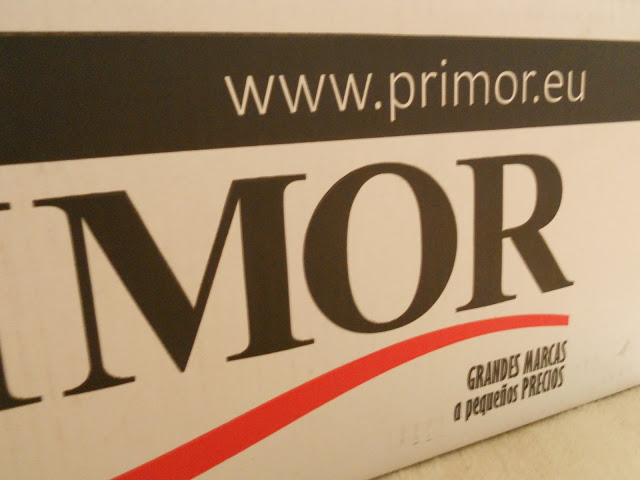 www.primor.eu
IMOR
GRANDES MARCAS
a pequeños PRECIOS